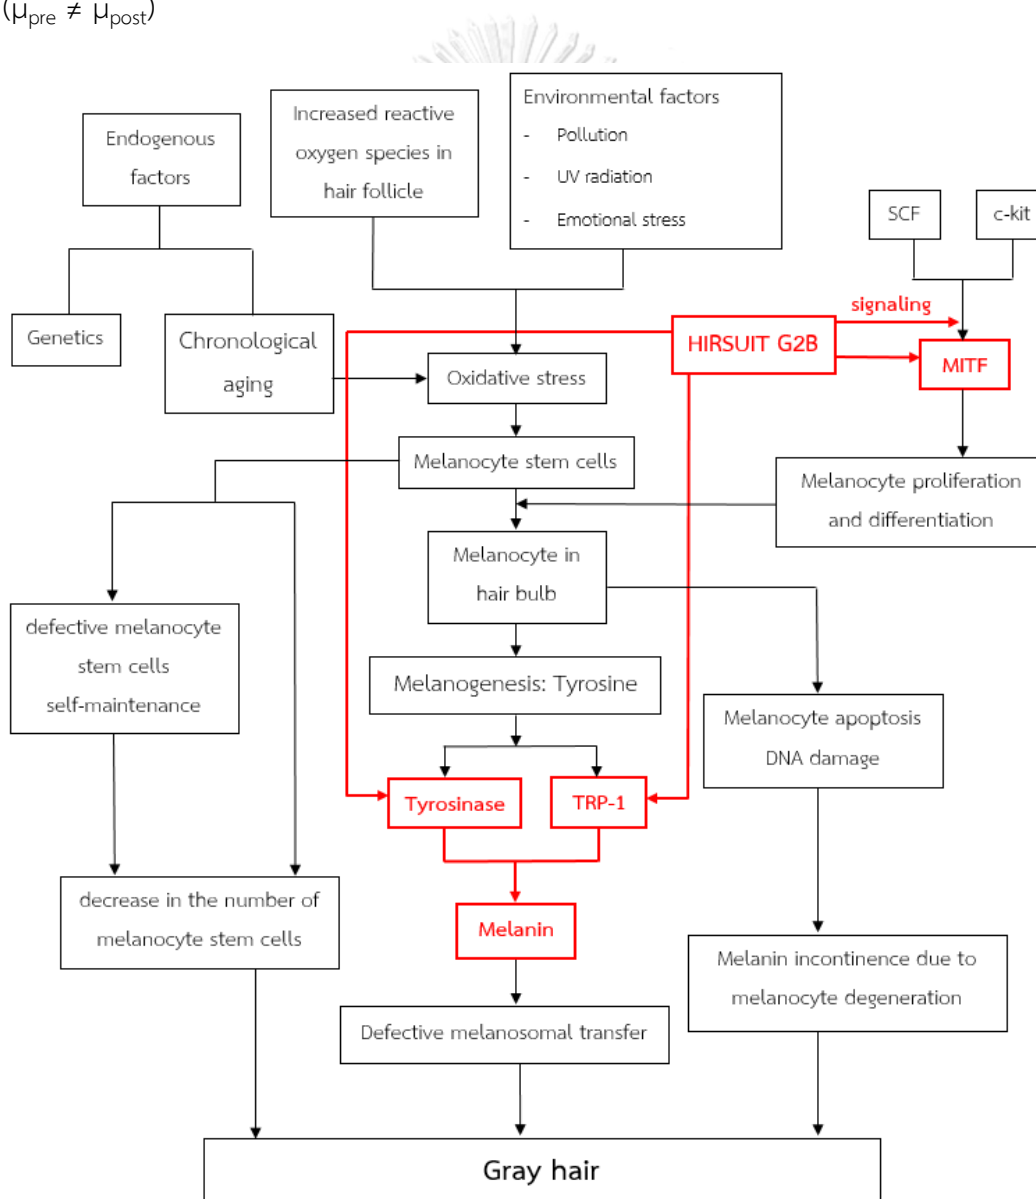 (μpre ≠ μpost)
Endogenous
factors
Increased reactive
oxygen species in
hair follicle
Environmental factors
- Pollution
- UV radiation
- Emotional stress
SCF
c-kit
Genetics
Chronological
aging
signaling
HIRSUIT G2B
MITF
Oxidative stress
Melanocyte stem cells
Melanocyte proliferation
and differentiation
Melanocyte in
hair bulb
defective melanocyte
stem cells
self-maintenance
Melanogenesis: Tyrosine
Melanocyte apoptosis
DNA damage
Tyrosinase
TRP-1
decrease in the number of
melanocyte stem cells
Melanin
Melanin incontinence due to
melanocyte degeneration
Defective melanosomal transfer
Gray hair